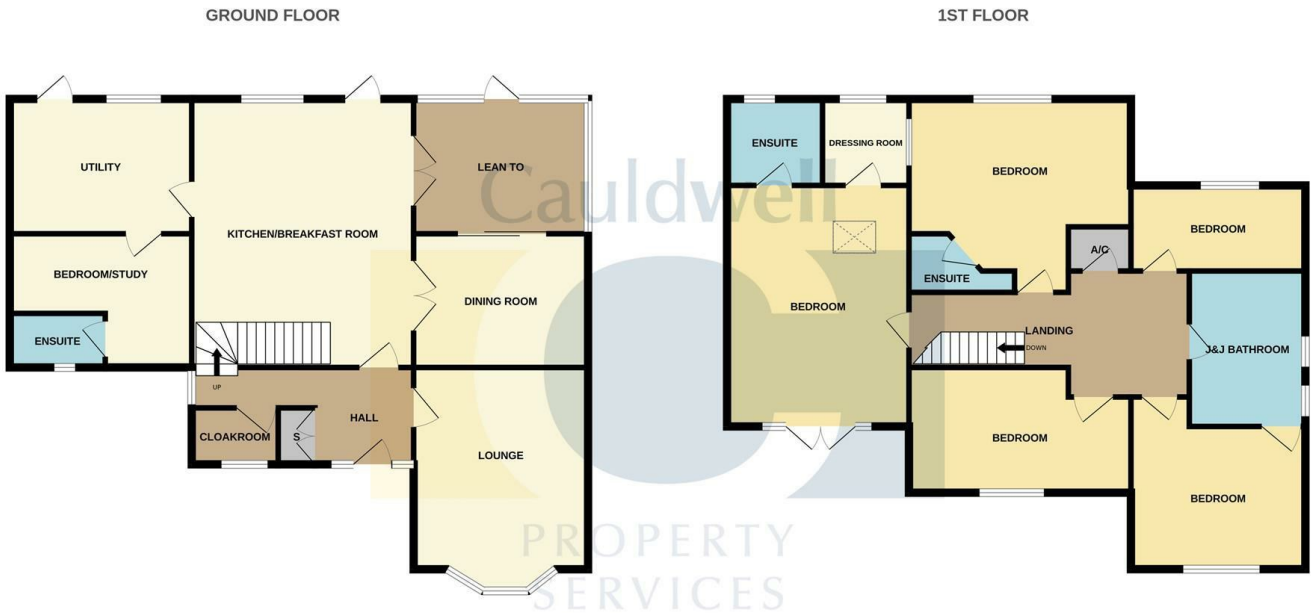 GROUND FLOOR
UTILITY
KITCHEN/BREAKFAST ROOM
LEAN TO
BEDROOM/STUDY
DINING ROOM
ENSUITE
UP
HALL
CLOAKROOM
S
LOUNGE
1ST FLOOR
ENSUITE
DRESSING ROOM
BEDROOM
BEDROOM
A/C
ENSUITE
BEDROOM
LANDING
DOWN
J&J BATHROOM
BEDROOM
BEDROOM
Cauldwell
PROPERTY
SERVICES